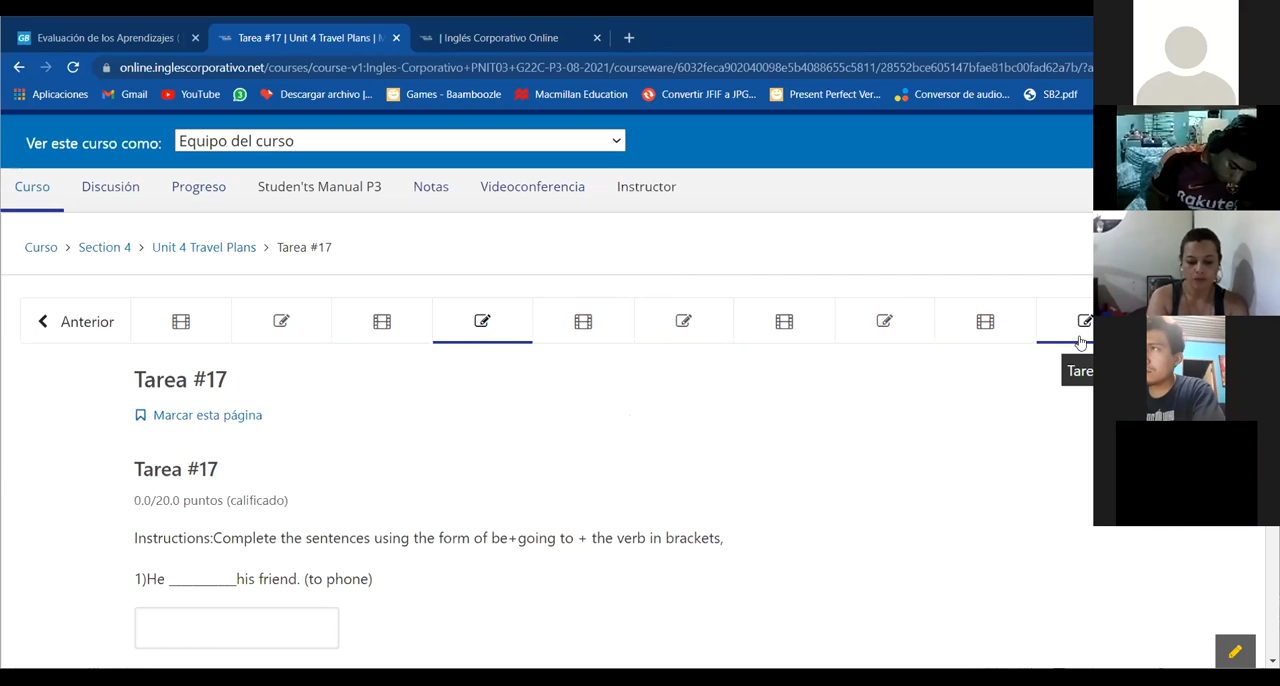 Evaluación de los Aprendizajes (
Tarea #17 | Unit 4 Travel Plans |
| Inglés Corporativo Online
online.inglescorporativo.net/courses/course-v1:Ingles-Corporativo+PNIT03+G22C-P3-08-2021/courseware/6032feca902040098e5b4088655c5811/28552bce605147bfae81bc00fad62a7b/?a
Aplicaciones Gmail YouTube Descargar archivo |... Games - Baamboozle Macmillan Education Convertir JFIF a JPG... Present Perfect Ver... Conversor de audio... SB2.pdf
Ver este curso como: Equipo del curso
Curso Discusión Progreso Studen'ts Manual P3 Notas Videoconferencia Instructor
Curso > Section 4 > Unit 4 Travel Plans > Tarea #17
Anterior
Tare
Tarea #17
Marcar esta página
Tarea #17
0.0/20.0 puntos (calificado)
Instructions:Complete the sentences using the form of be+going to + the verb in brackets,
1)He __________his friend. (to phone)
Rakuten